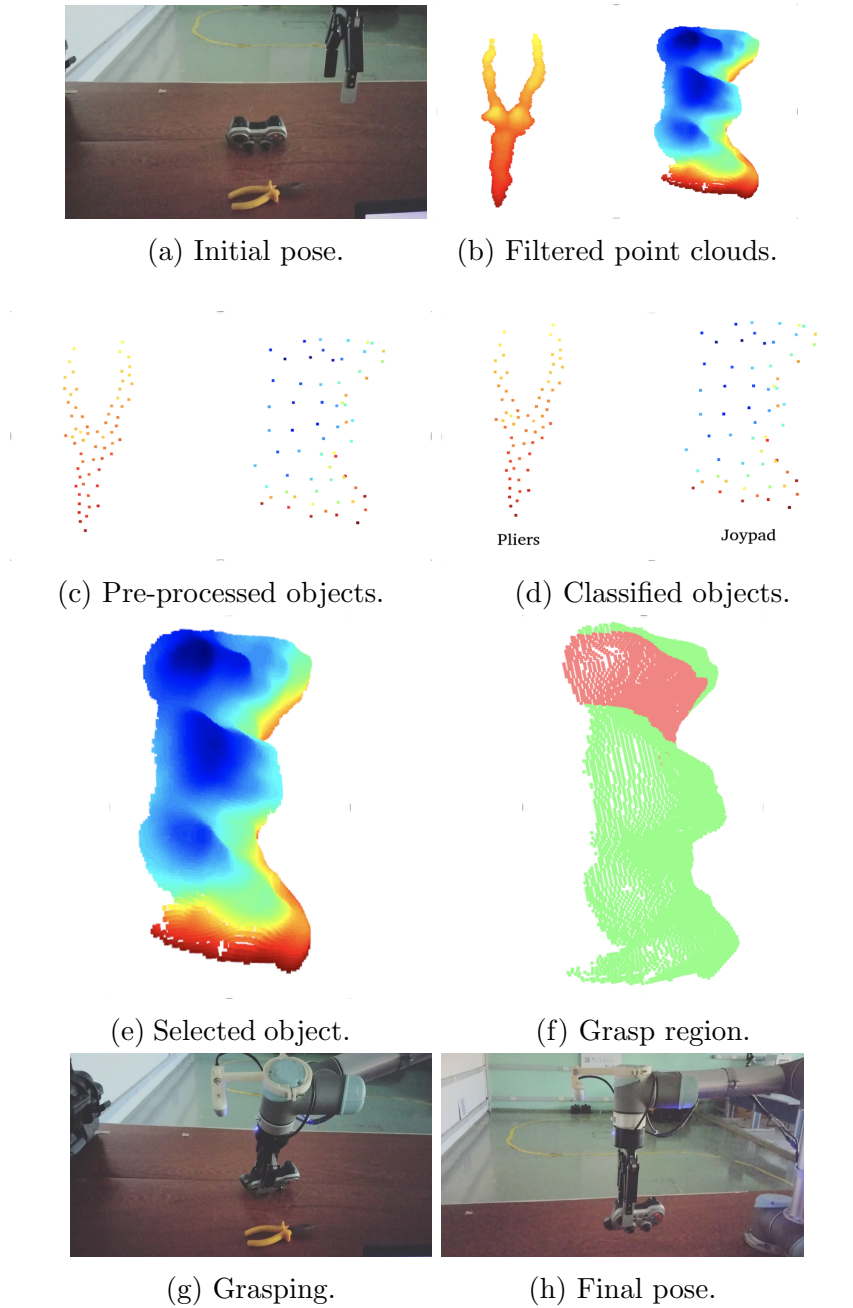 (a) Initial pose.
(b) Filtered point clouds.
Pliers
Joypad
(c) Pre-processed objects.
(d) Classified objects.
(e) Selected object.
(f) Grasp region.
(g) Grasping.
(h) Final pose.